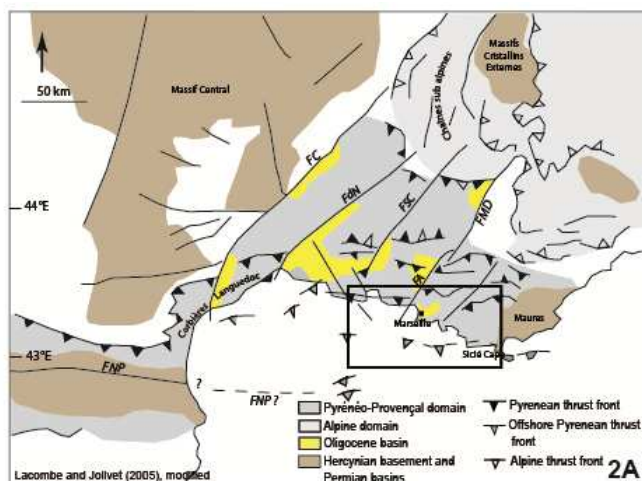 Massif Central
Massifs
Cristallins
Externes
Chaînes sub alpines
50 km
FC
FdN
FSC
FMD
44°E
FA
Languedoc
Corbières
Marseille
Maures
Sicié Cape
43°E
FNP
?
FNP ?
Pyrénéo-Provençal domain
Alpine domain
Oligocene basin
Hercynian basement and
Permian basins
Pyrenean thrust front
Offshore Pyrenean thrust
front
Alpine thrust front
Lacombe and Jolivet (2005), modified
2A